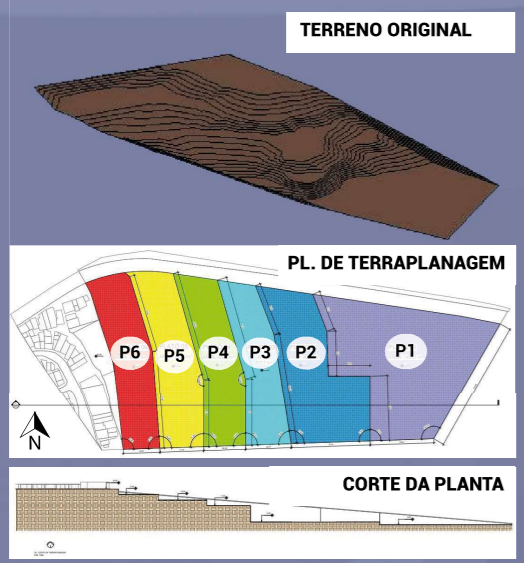 TERRENO ORIGINAL
PL. DE TERRAPLANAGEM
P6
P5
P4
P3
P2
P1
N
CORTE DA PLANTA